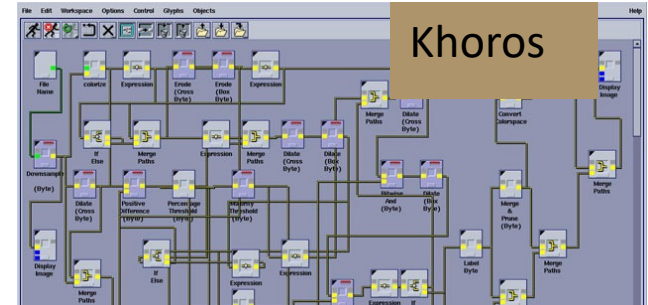 File Edit Workspace Options Control Glyphs Objects Help
Khoros
File
Name
colorize
Expression
Erode
(Cross
Byte)
Erode
(Box
Byte)
Expression
Merge
Paths
Dilate
(Cross
Byte)
Convert
Colorspace
Display
Image
If
Else
Merge
Paths
Expression
Merge
Paths
Dilate
(Cross
Byte)
Dilate
(Box
Byte)
Downsample
(Byte)
Dilate
(Cross
Byte)
Positive
Difference
(Byte)
Percentage
Threshold
(Byte)
Threshold
(Byte)
Bitwise
And
(Byte)
Dilate
(Box
Byte)
Merge
&
Prune
(Byte)
Merge
Paths
Display
Image
If
Else
Expression
Expression
Label
Byte
Merge
Paths
Merge
Paths
Expression
If